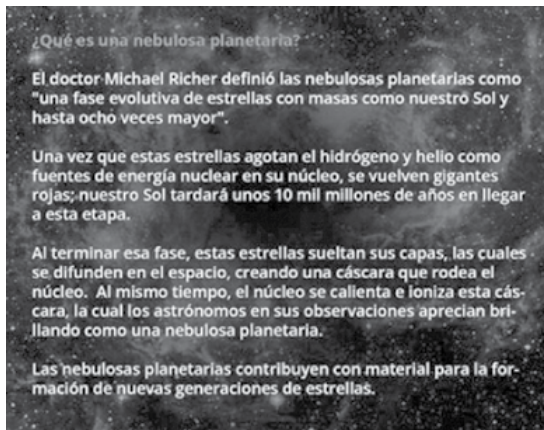 ¿Qué es una nebulosa planetaria?
El doctor Michael Richer definió las nebulosas planetarias como
"una fase evolutiva de estrellas con masas como nuestro Sol y
hasta ocho veces mayor".
Una vez que estas estrellas agotan el hidrógeno y helio como
fuentes de energía nuclear en su núcleo, se vuelven gigantes
rojas; nuestro Sol tardará unos 10 mil millones de años en llegar
a esta etapa.
Al terminar esa fase, estas estrellas sueltan sus capas, las cuales
se difunden en el espacio, creando una cáscara que rodea el
núcleo. Al mismo tiempo, el núcleo se calienta e ioniza esta cás-
cara, la cual los astrónomos en sus observaciones aprecian bri-
llando como una nebulosa planetaria.
Las nebulosas planetarias contribuyen con material para la for-
mación de nuevas generaciones de estrellas.